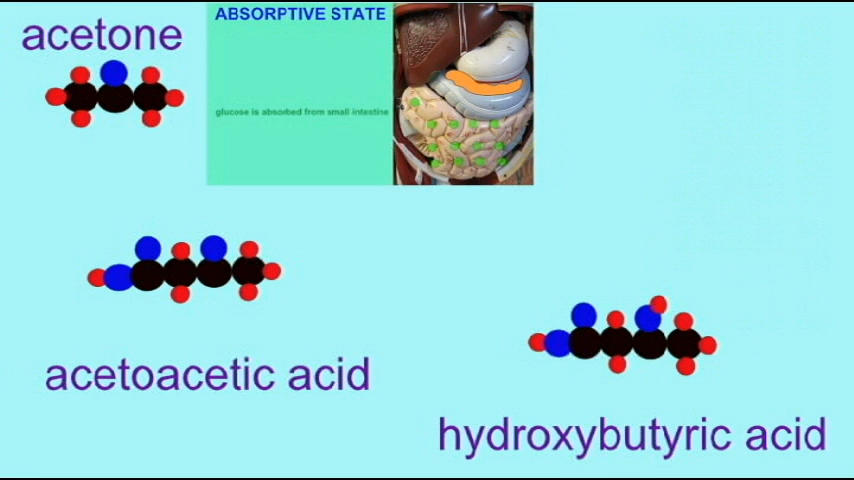 acetone
ABSORPTIVE STATE
glucose is absorbed from small intestine
acetoacetic acid
hydroxybutyric acid